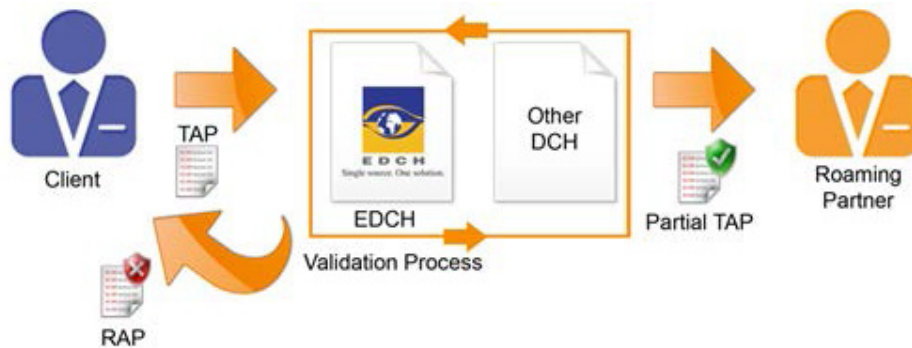 TAP
Client
EDCH
Single source. One solution.
EDCH
Other
DCH
Validation Process
Partial TAP
Roaming
Partner
RAP